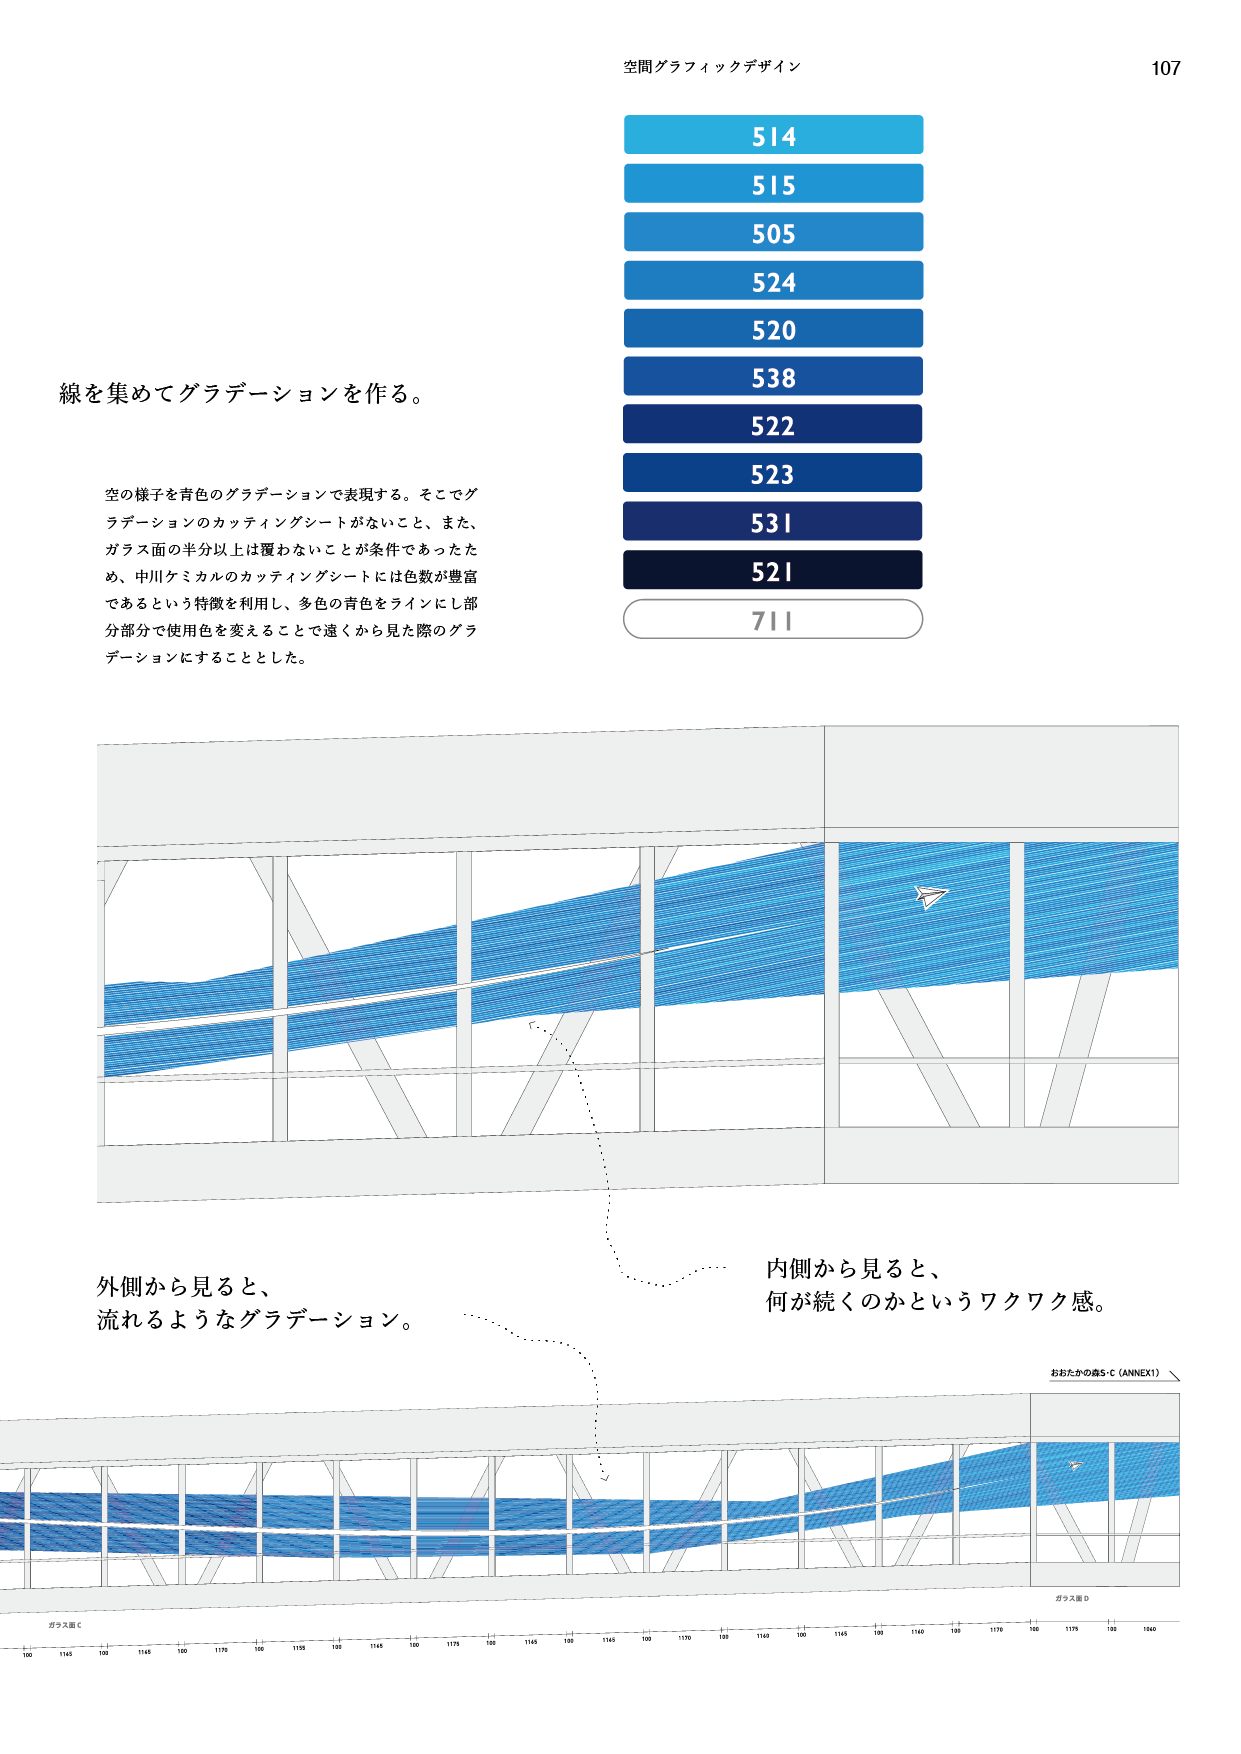 空間グラフィックデザイン
107
514
515
505
524
520
538
522
523
531
521
711
線を集めてグラデーションを作る。
空の様子を青色のグラデーションで表現する。そこでグ
ラデーションのカッティングシートがないこと、また、
ガラス面の半分以上は覆わないことが条件であったた
め、中川ケミカルのカッティングシートには色数が豊富
であるという特徴を利用し、多色の青色をラインにし部
分部分で使用色を変えることで遠くから見た際のグラ
デーションにすることとした。
外側から見ると、
流れるようなグラデーション。
内側から見ると、
何が続くのかというワクワク感。
おおたかの森S・C（ANNEX1）
ガラス面 C
ガラス面 D
100 1145 100 1165 100 1170 100 1155 100 1165 100 1175 100 1145 100 1145 100 1170 100 1160 100 1145 100 1160 100 1170 100 1175 100 1060